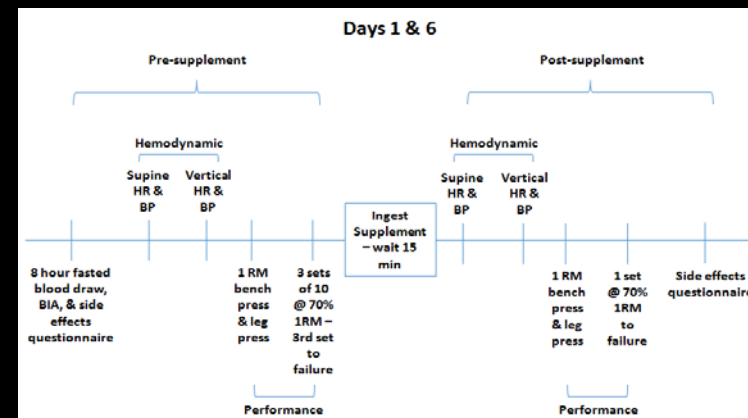 Days 1 & 6
Pre-supplement
Post-supplement
Hemodynamic
Supine
HR &
BP
Vertical
HR &
BP
Hemodynamic
Supine
HR &
BP
Vertical
HR &
BP
Ingest
Supplement
– wait 15
min
8 hour fasted
blood draw,
BIA, & side
effects
questionnaire
1 RM
bench
press
& leg
press
3 sets
of 10
@ 70%
1RM –
3rd set
to
failure
Performance
1 RM
bench
press
& leg
press
1 set
@ 70%
1RM
to
failure
Performance
Side effects
questionnaire